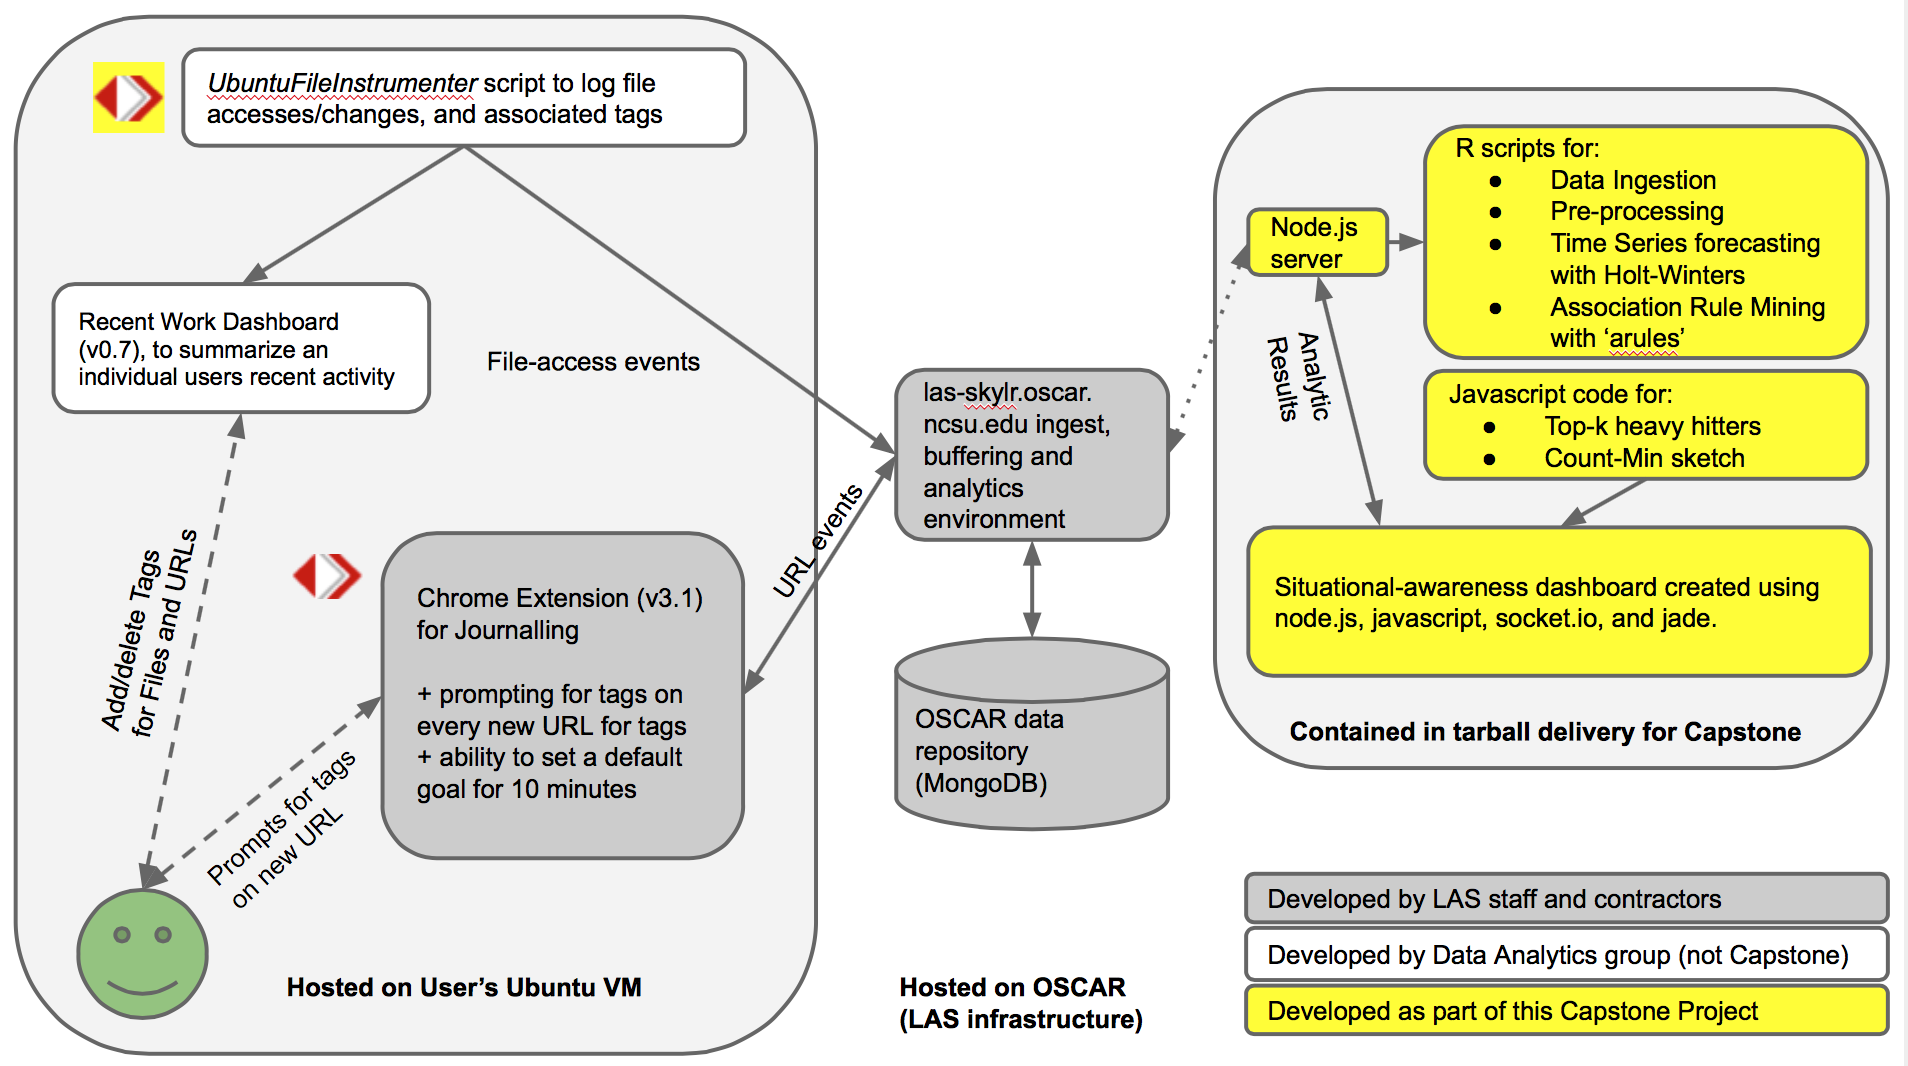 UbuntuFileInstrumenter script to log file
accesses/changes, and associated tags
Recent Work Dashboard
(v0.7), to summarize an
individual users recent activity
File-access events
Add/delete Tags
for Files and URLs
Chrome Extension (v3.1)
for Journalling
+ prompting for tags on
every new URL for tags
+ ability to set a default
goal for 10 minutes
Prompts for tags
on new URL
URL events
Hosted on User's Ubuntu VM
las-skylr.oscar.
ncsu.edu ingest,
buffering and
analytics
environment
OSCAR data
repository
(MongoDB)
Hosted on OSCAR
(LAS infrastructure)
Node.js
server
Analytic
Results
R scripts for:
● Data Ingestion
● Pre-processing
● Time Series forecasting
with Holt-Winters
● Association Rule Mining
with ‘arules’
Javascript code for:
● Top-k heavy hitters
● Count-Min sketch
Situational-awareness dashboard created using
node.js, javascript, socket.io, and jade.
Contained in tarball delivery for Capstone
Developed by LAS staff and contractors
Developed by Data Analytics group (not Capstone)
Developed as part of this Capstone Project